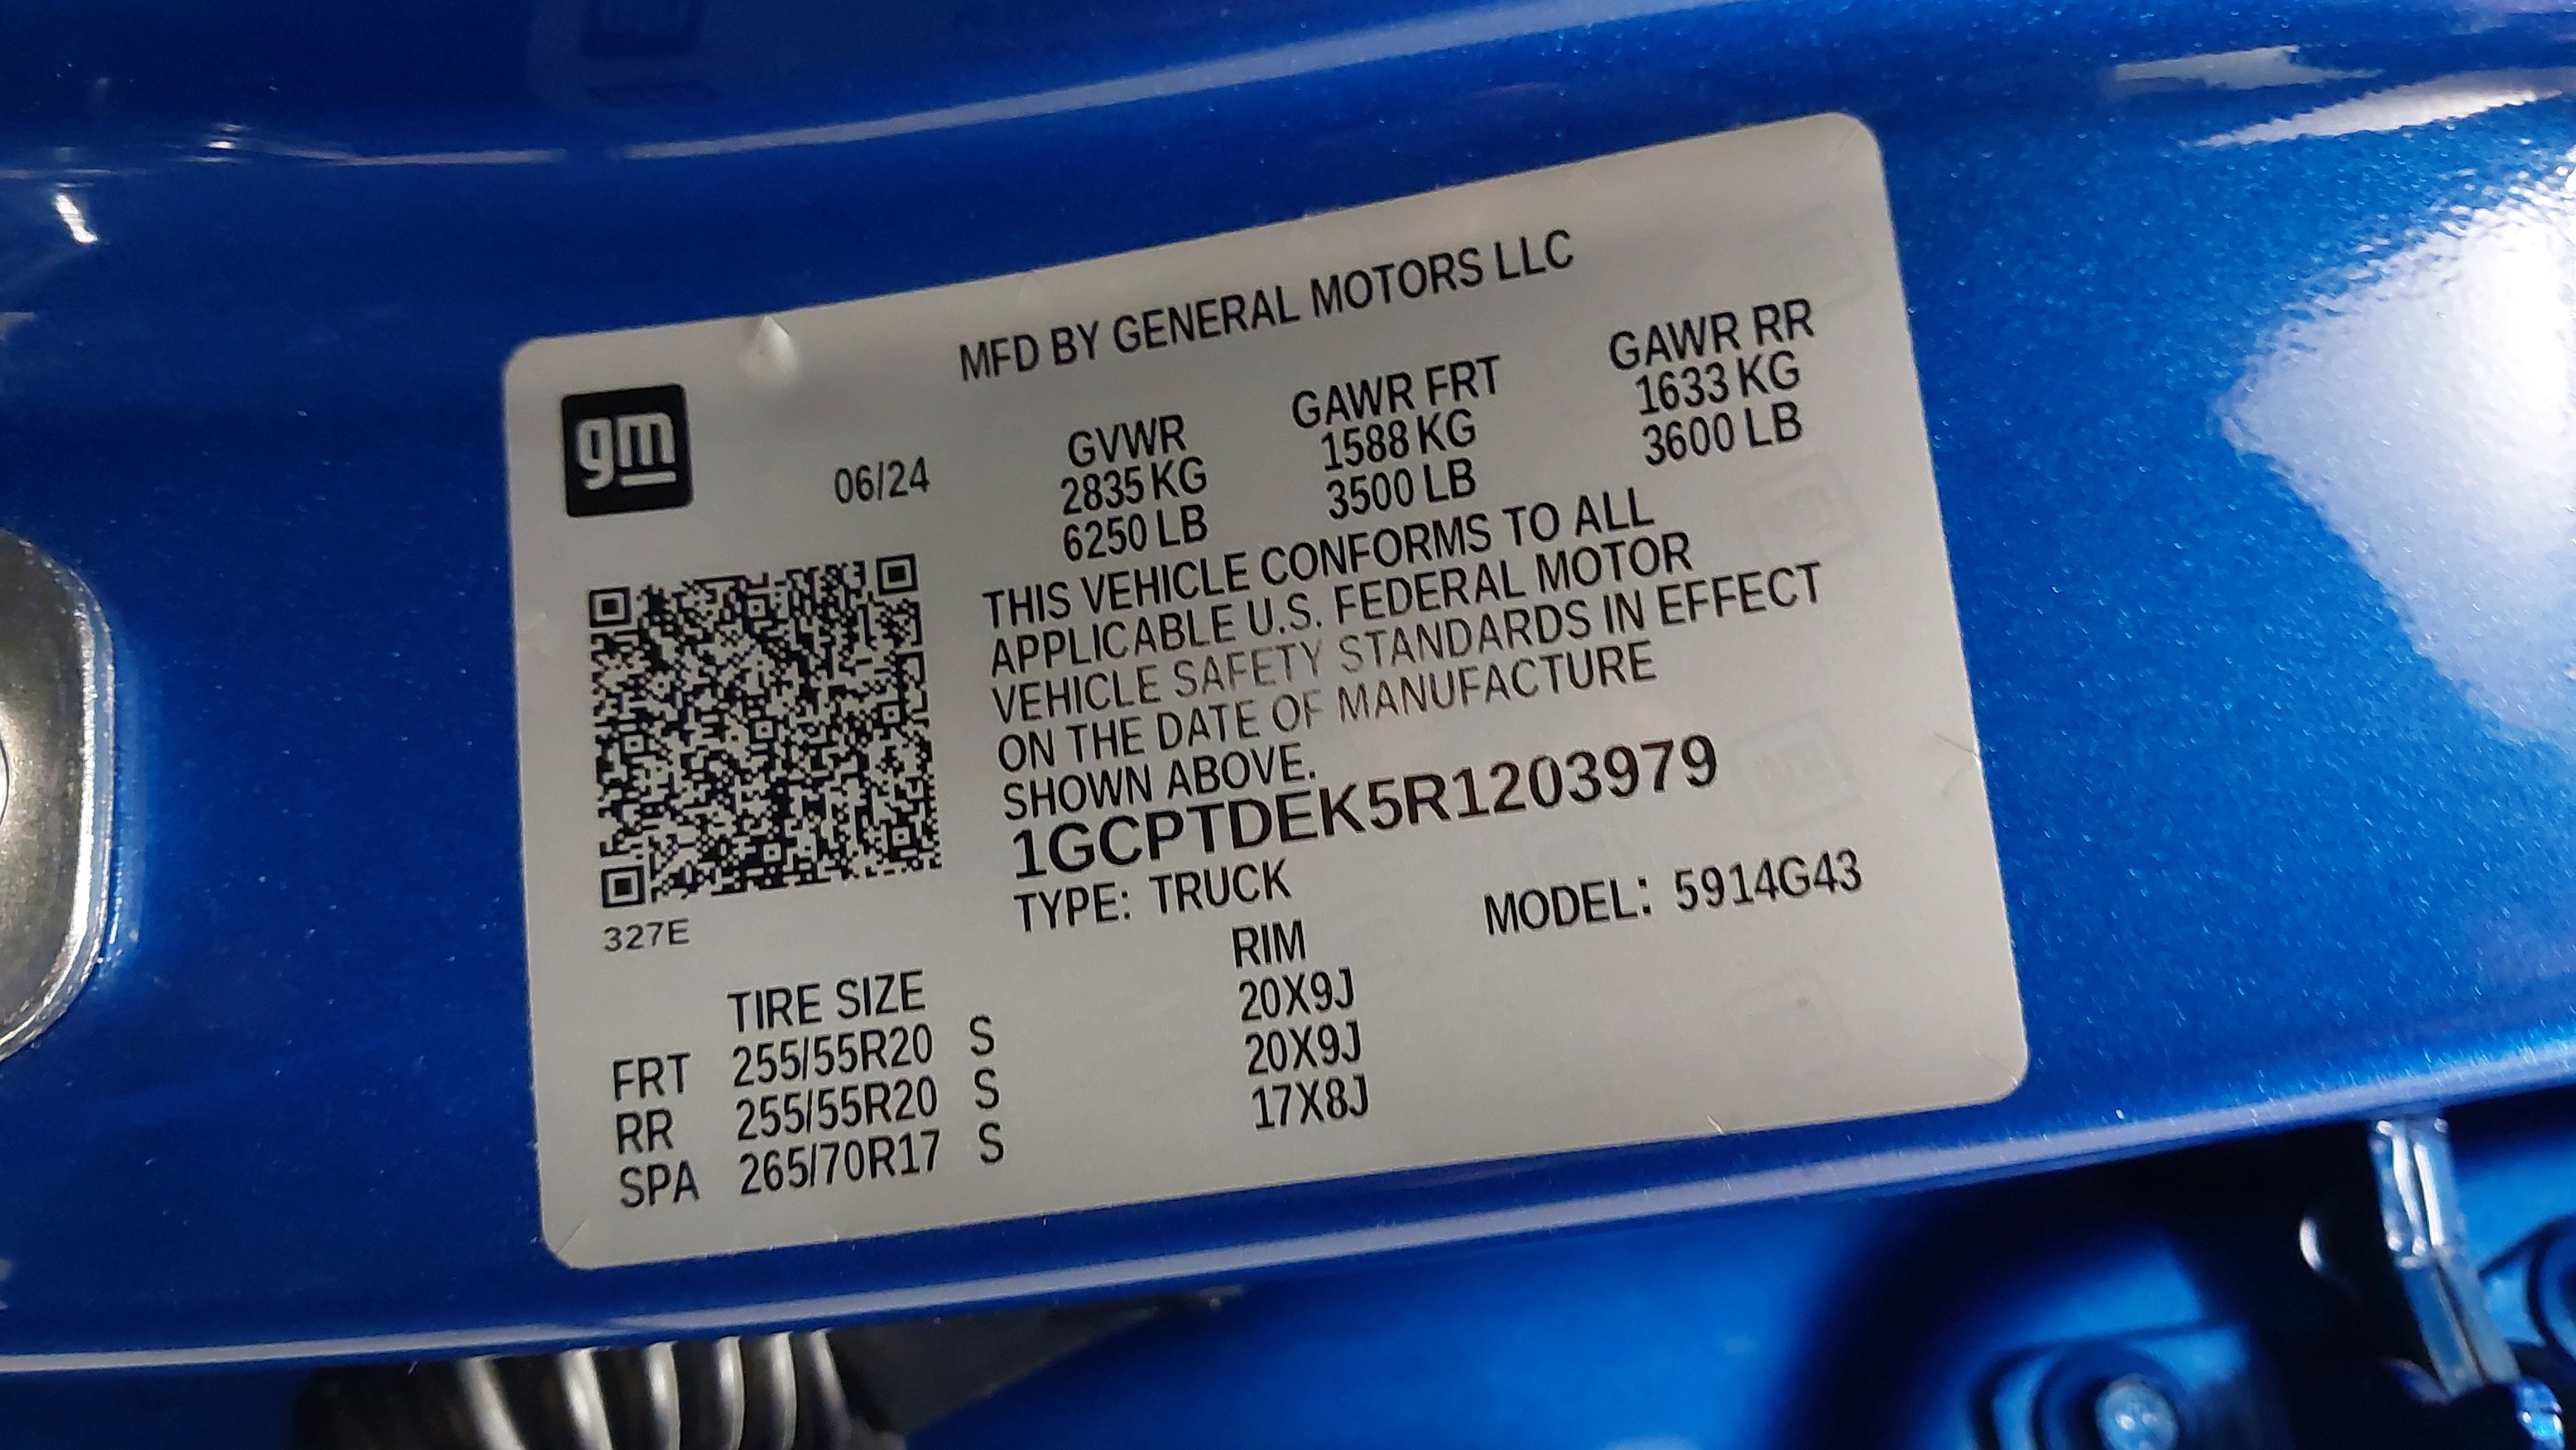 MFD BY GENERAL MOTORS LLC
gm
06/24
GVWR GAWR FRT GAWR RR
2835 KG 1588 KG 1633 KG
6250 LB 3500 LB 3600 LB
THIS VEHICLE CONFORMS TO ALL
APPLICABLE U.S. FEDERAL MOTOR
VEHICLE SAFETY STANDARDS IN EFFECT
ON THE DATE OF MANUFACTURE
SHOWN ABOVE.
1GCPTDEK5R1203979
TYPE: TRUCK MODEL: 5914G43
327E
TIRE SIZE RIM
FRT 255/55R20 S 20X9J
RR 255/55R20 S 20X9J
SPA 265/70R17 S 17X8J